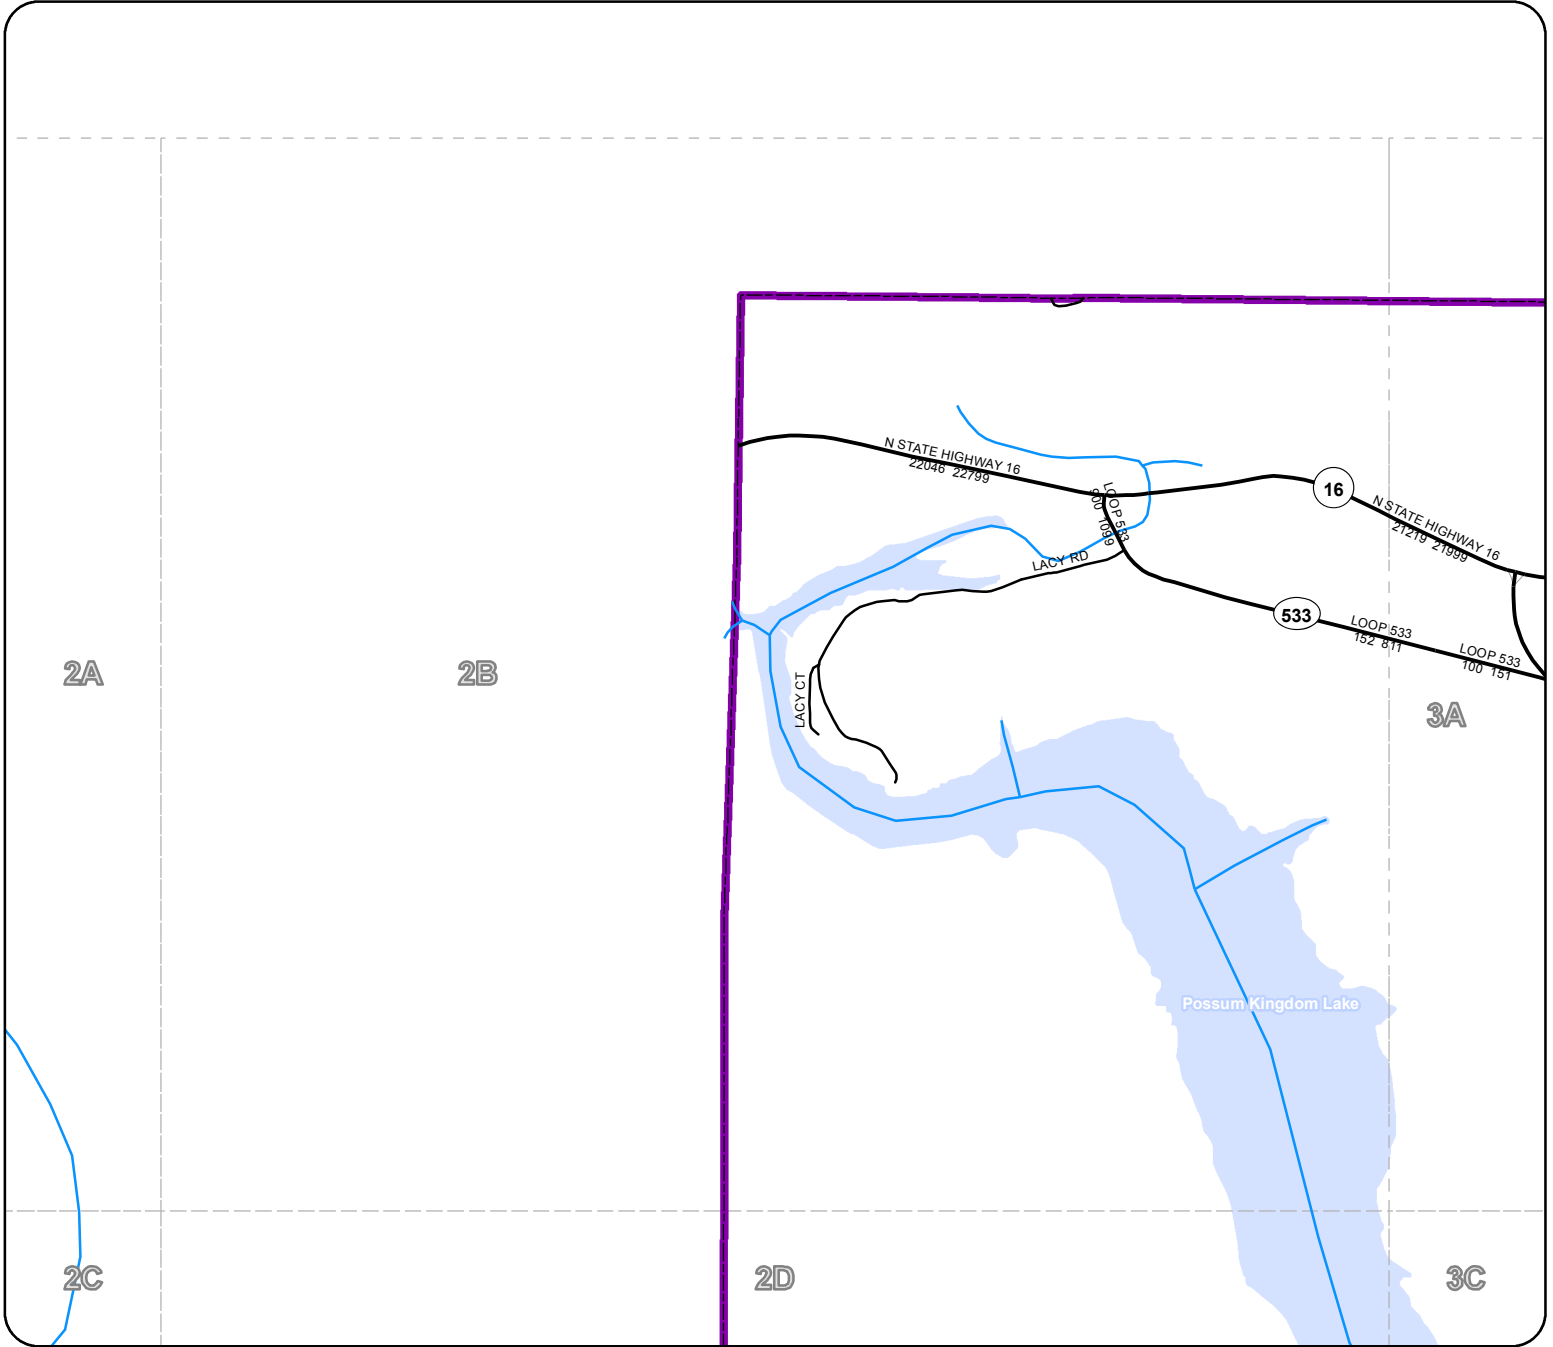 N STATE HIGHWAY 16
22046 22799
LOOP 533
900 1099
16
N STATE HIGHWAY 16
21219 21999
LACY RD
533
LOOP 533
152 811
LOOP 533
100 151
2A
2B
LACY CT
3A
Possum Kingdom Lake
2C
2D
3C